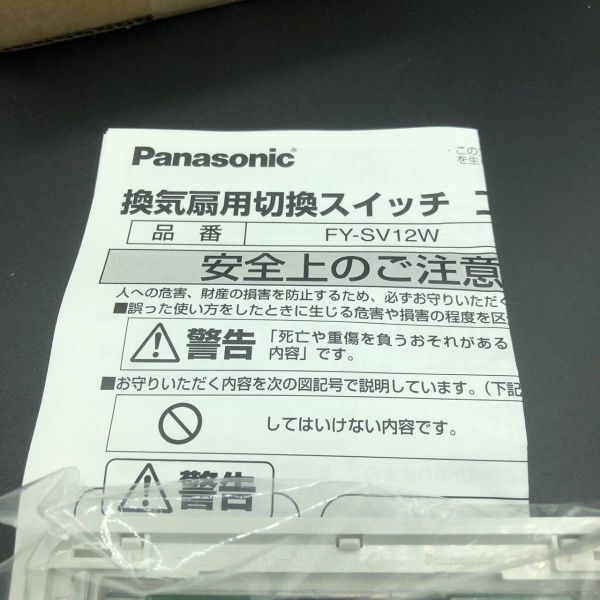 Panasonic
・この
を生
換気扇用切換スイッチ
品番 FY-SV12W
安全上のご注意
人への危害、財産の損害を防止するため、必ずお守りいただく
■誤った使い方をしたときに生じる危害や損害の程度を区
警告 「死亡や重傷を負うおそれがある
内容」です。
■お守りいただく内容を次の図記号で説明しています。（下記
してはいけない内容です。
警告
Panasonic